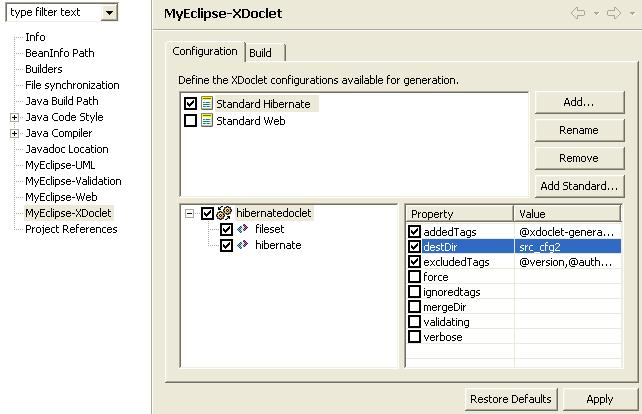 type filter text
Info
BeanInfo Path
Builders
File synchronization
Java Build Path
Java Code Style
Java Compiler
Javadoc Location
MyEclipse-UML
MyEclipse-Validation
MyEclipse-Web
MyEclipse-XDoclet
Project References
MyEclipse-XDoclet
Configuration Build
Define the XDoclet configurations available for generation.
Standard Hibernate
Standard Web
Add...
Rename
Remove
Add Standard...
hibernatedoclet
fileset
hibernate
Property Value
addedTags @xdoclet-genera...
destDir src_cfg2
excludedTags @version,@auth...
force
ignoredtags
mergeDir
validating
verbose
Restore Defaults Apply